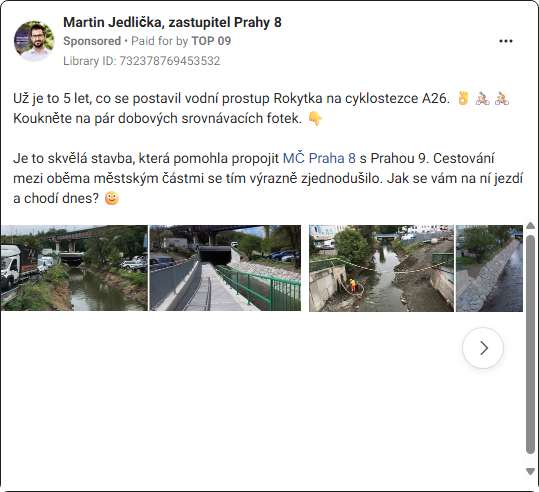 Martin Jedlička, zastupitel Prahy 8
Sponsored • Paid for by TOP 09
Library ID: 732378769453532
Už je to 5 let, co se postavil vodní prostup Rokytka na cyklostezce A26. 👌 🚴 🚴
Koukněte na pár dobových srovnávacích fotek. 👇
Je to skvělá stavba, která pomohla propojit MČ Praha 8 s Prahou 9. Cestování
mezi oběma městskými částmi se tím výrazně zjednodušilo. Jak se vám na ní jezdí
a chodí dnes? 🙂